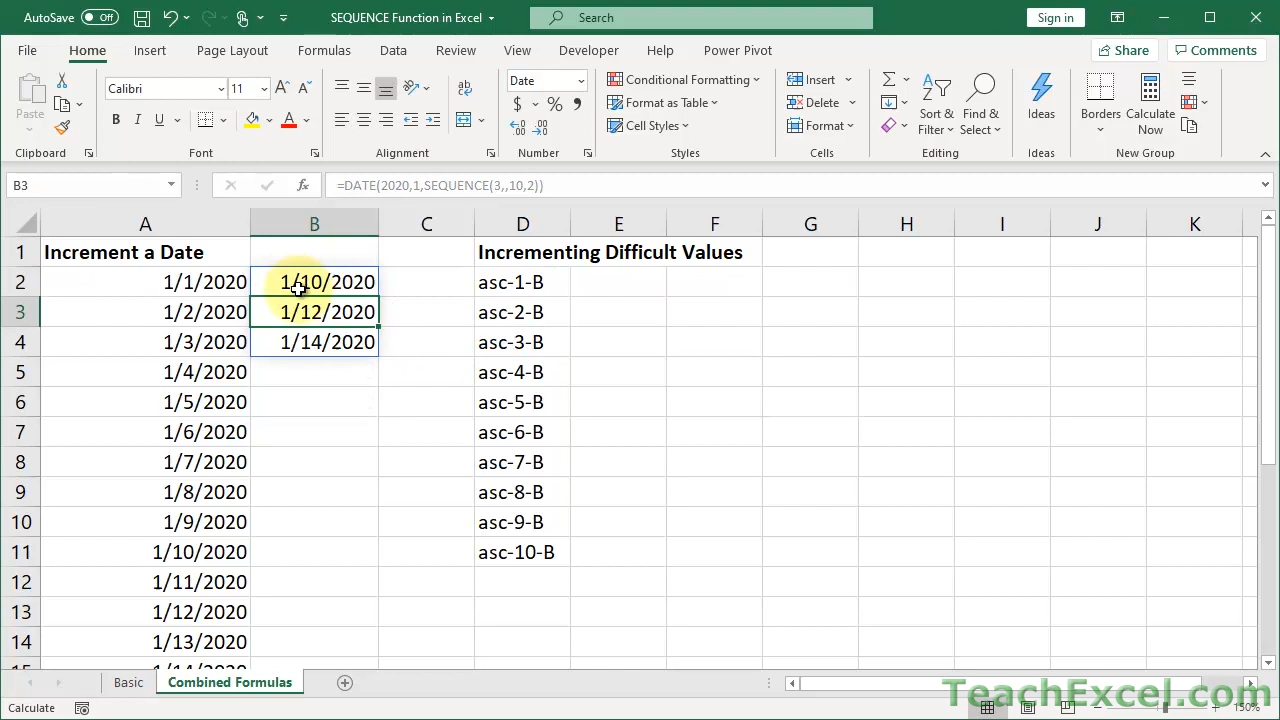 AutoSave Off SEQUENCE Function in Excel Search Sign in
File Home Insert Page Layout Formulas Data Review View Developer Help Power Pivot Share Comments
Paste
Clipboard
Calibri 11
B I U A
Font
Alignment
Date
$ % 9
Number
Conditional Formatting
Format as Table
Cell Styles
Styles
Insert
Delete
Format
Cells
Sort & Filter
Find & Select
Editing
Ideas
Ideas
Borders
Calculate Now
New Group
B3 fx =DATE(2020,1,SEQUENCE(3,,10,2))
A B C D E F G H I J K
1 Increment a Date Incrementing Difficult Values
2 1/1/2020 1/10/2020 asc-1-B
3 1/2/2020 1/12/2020 asc-2-B
4 1/3/2020 1/14/2020 asc-3-B
5 1/4/2020 asc-4-B
6 1/5/2020 asc-5-B
7 1/6/2020 asc-6-B
8 1/7/2020 asc-7-B
9 1/8/2020 asc-8-B
10 1/9/2020 asc-9-B
11 1/10/2020 asc-10-B
12 1/11/2020
13 1/12/2020
14 1/13/2020
15 1/14/2020
Basic Combined Formulas
TeachExcel.com
Calculate 150%